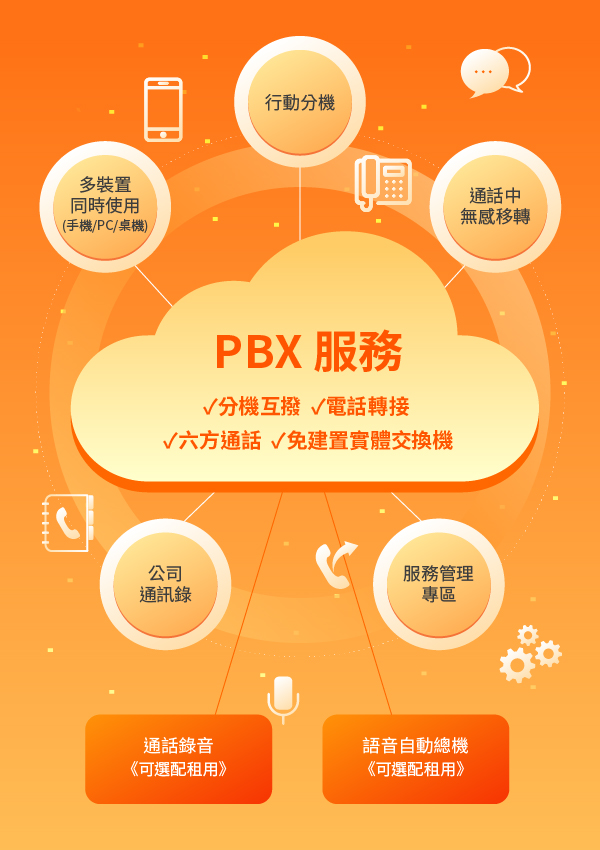 行動分機
多裝置
同時使用
(手機/PC/桌機)
通話中
無感移轉
PBX 服務
✓分機互撥 ✓電話轉接
✓六方通話 ✓免建置實體交換機
公司
通訊錄
服務管理
專區
通話錄音
《可選配租用》
語音自動總機
《可選配租用》